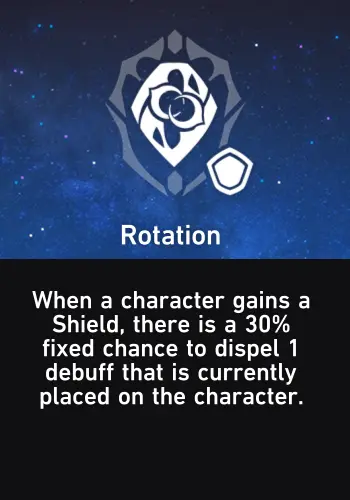 Rotation
When a character gains a
Shield, there is a 30%
fixed chance to dispel 1
debuff that is currently
placed on the character.